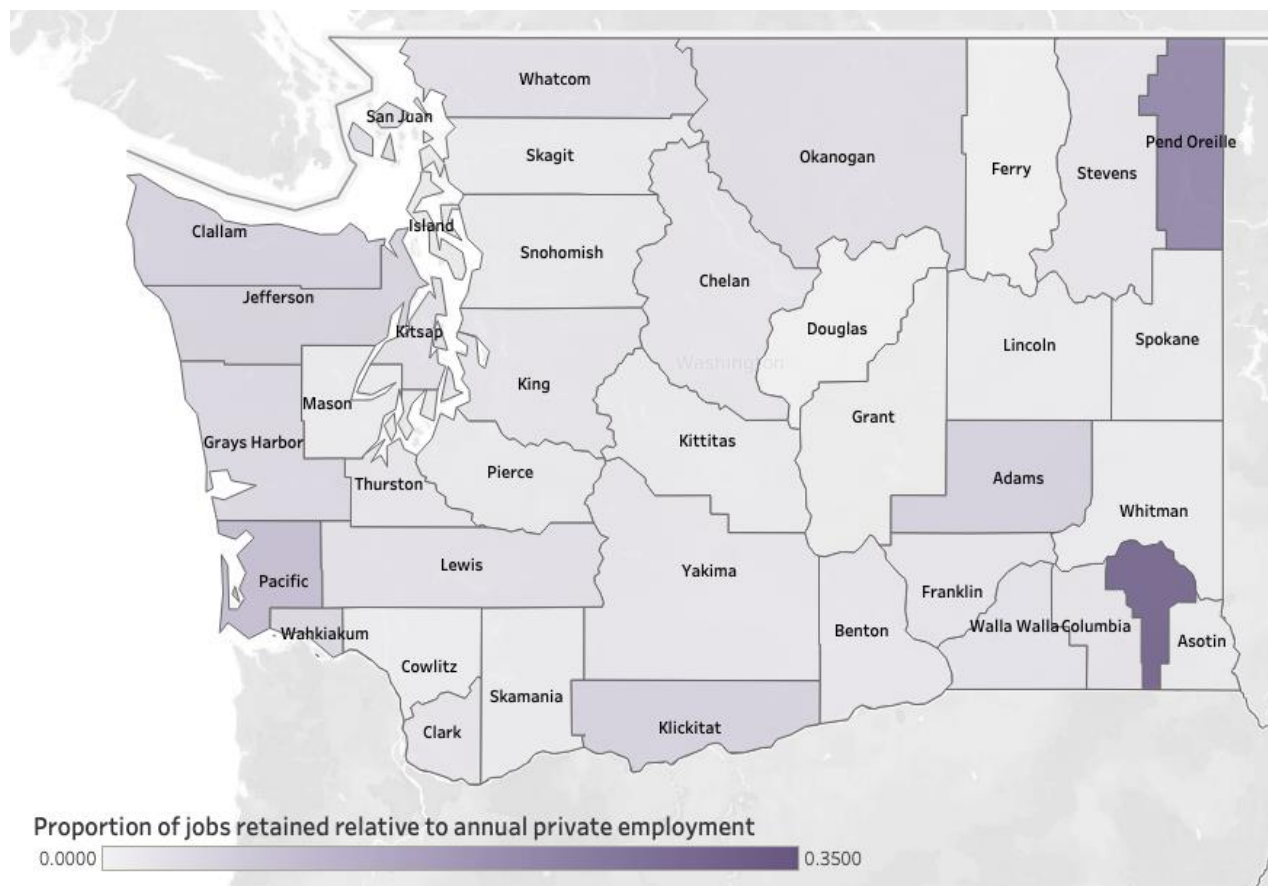 Whatcom
San Juan
Skagit
Okanogan
Pend Oreille
Ferry
Stevens
Clallam
Island
Snohomish
Chelan
Jefferson
Kitsap
Douglas
Lincoln
Spokane
Washington
King
Mason
Grant
Grays Harbor
Kittitas
Pierce
Adams
Thurston
Whitman
Lewis
Yakima
Pacific
Franklin
Wahkiakum
Benton
Walla Walla
Columbia
Asotin
Cowlitz
Skamania
Clark
Klickitat
Proportion of jobs retained relative to annual private employment
0.0000
0.3500